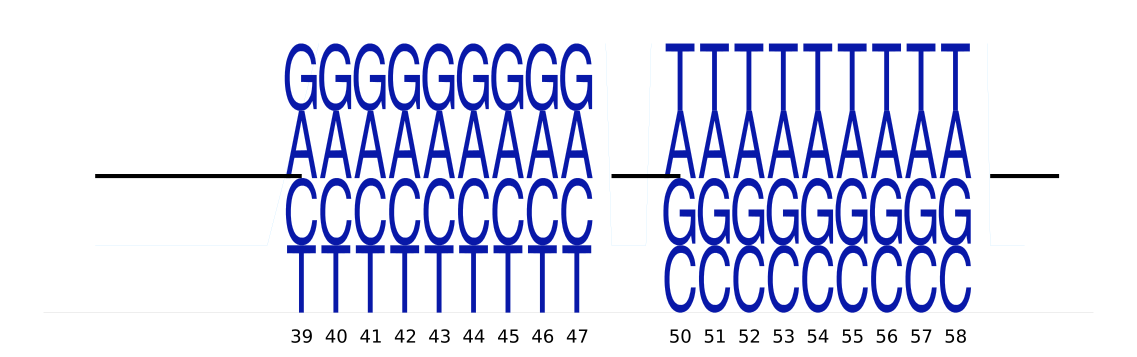 GGGGGGGGG TTTTTTTTT
AAAAAAAAA AAAAAAAAA
CCCCCCCCC GGGGGGGGG
TTTTTTTTT CCCCCCCCC
39 40 41 42 43 44 45 46 47 50 51 52 53 54 55 56 57 58